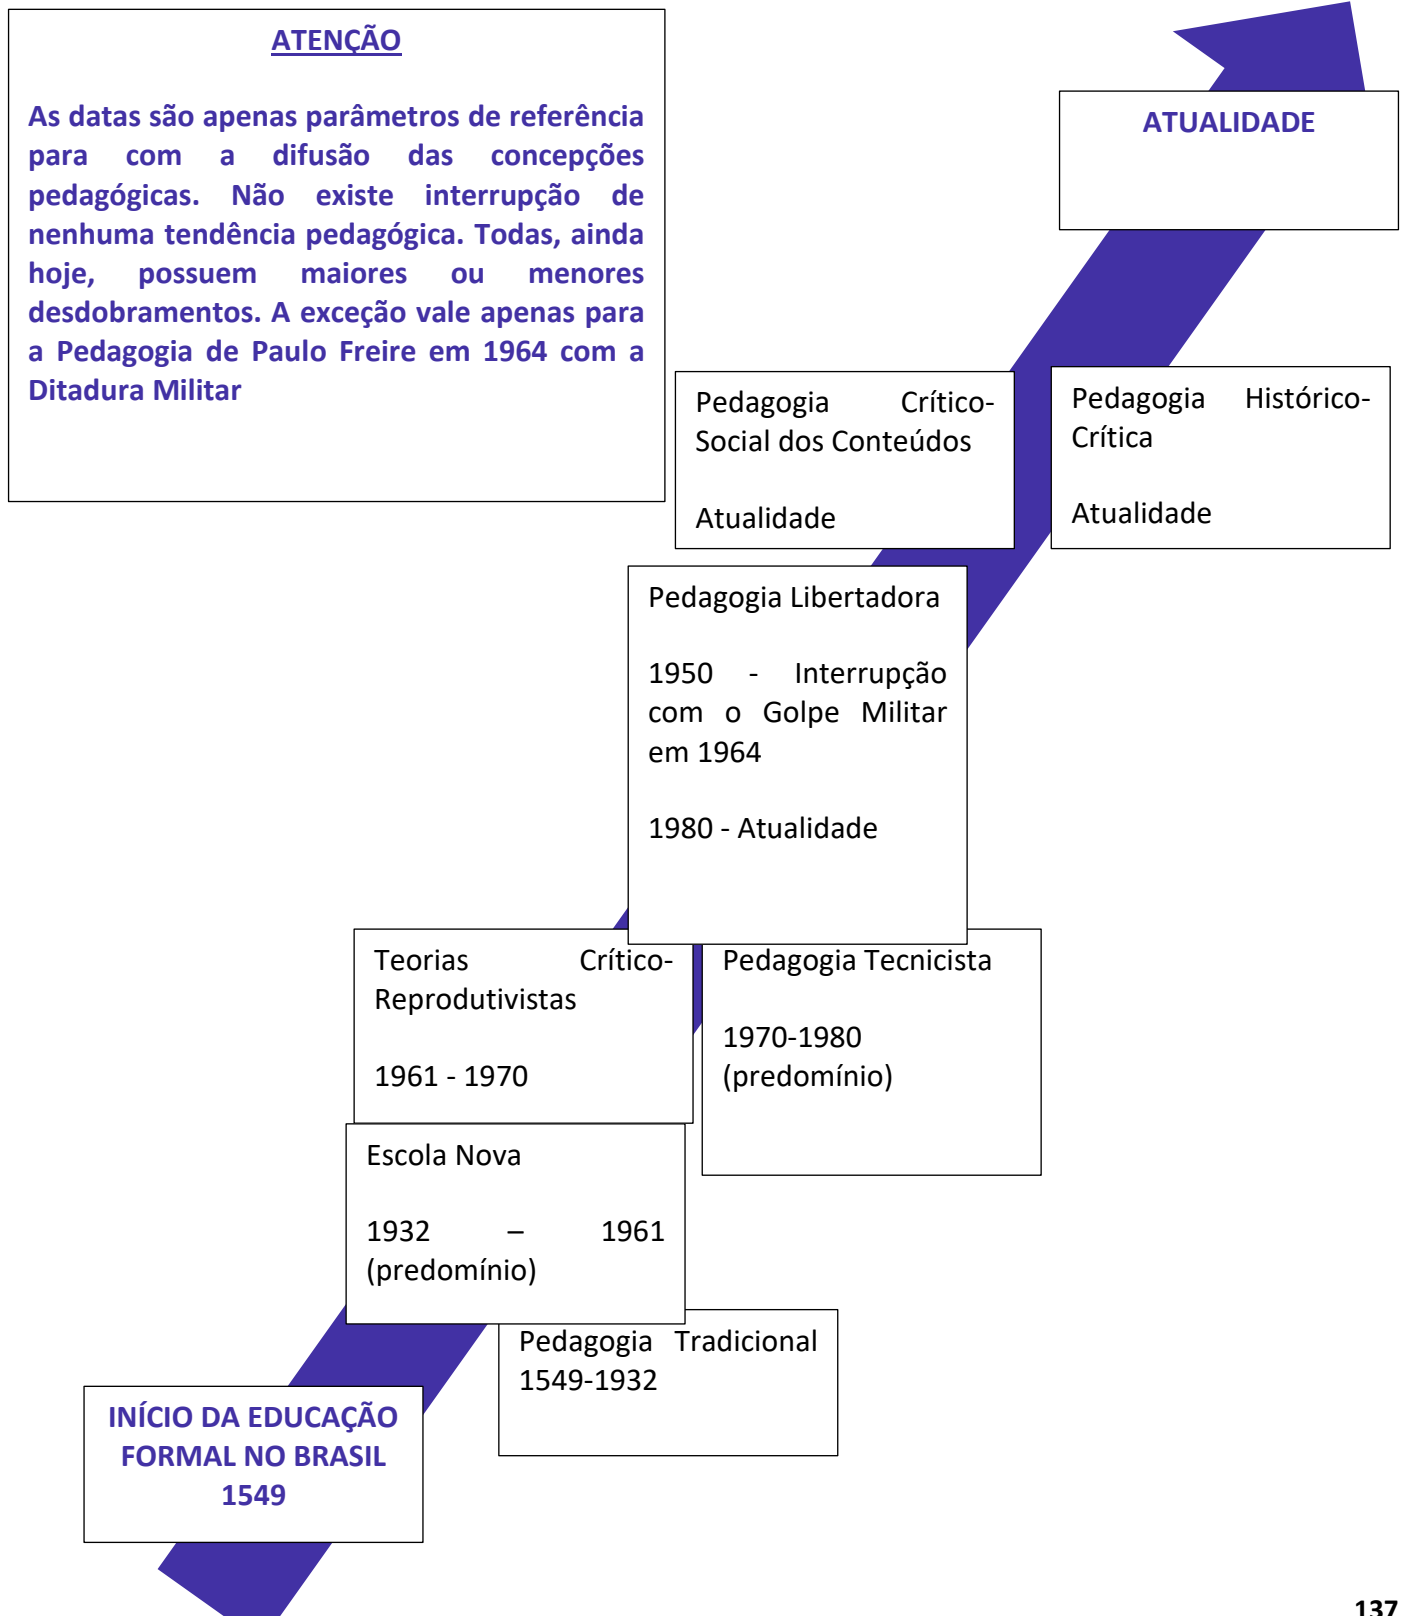 ATENÇÃO
As datas são apenas parâmetros de referência
para com a difusão das concepções
pedagógicas. Não existe interrupção de
nenhuma tendência pedagógica. Todas, ainda
hoje, possuem maiores ou menores
desdobramentos. A exceção vale apenas para
a Pedagogia de Paulo Freire em 1964 com a
Ditadura Militar
ATUALIDADE
Pedagogia Crítico-
Social dos Conteúdos
Atualidade
Pedagogia Histórico-
Crítica
Atualidade
Pedagogia Libertadora
1950 - Interrupção
com o Golpe Militar
em 1964
1980 - Atualidade
Teorias Crítico-
Reprodutivistas
1961 - 1970
Pedagogia Tecnicista
1970-1980
(predomínio)
Escola Nova
1932 – 1961
(predomínio)
Pedagogia Tradicional
1549-1932
INÍCIO DA EDUCAÇÃO
FORMAL NO BRASIL
1549
137